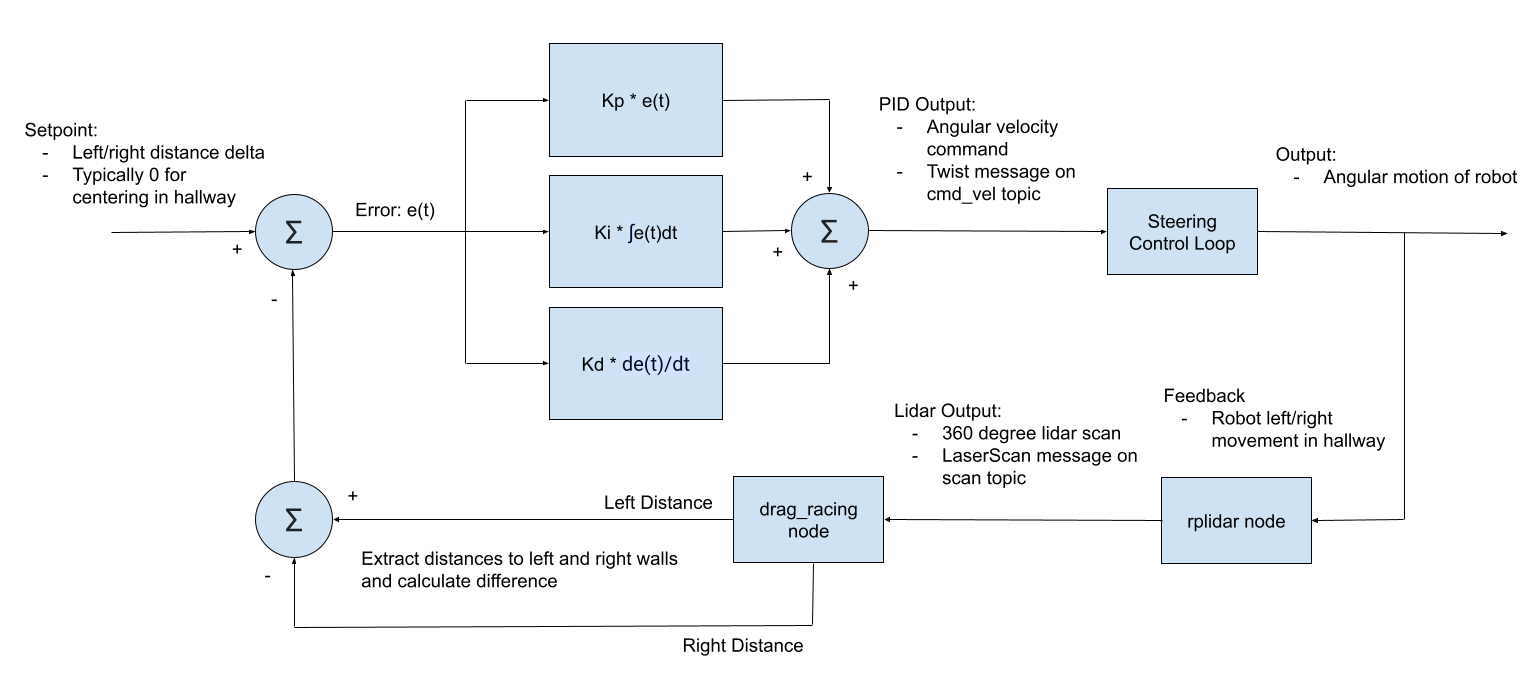 Setpoint:
- Left/right distance delta
- Typically 0 for
centering in hallway
+
-
Σ
Error: e(t)
Kp * e(t)
Ki * ∫e(t)dt
Kd * de(t)/dt
+
+
+
Σ
PID Output:
- Angular velocity
command
- Twist message on
cmd_vel topic
Steering
Control Loop
Output:
- Angular motion of robot
Feedback
- Robot left/right
movement in hallway
rplidar node
Lidar Output:
- 360 degree lidar scan
- LaserScan message on
scan topic
drag_racing
node
Left Distance
Extract distances to left and right walls
and calculate difference
+
Σ
-
Right Distance